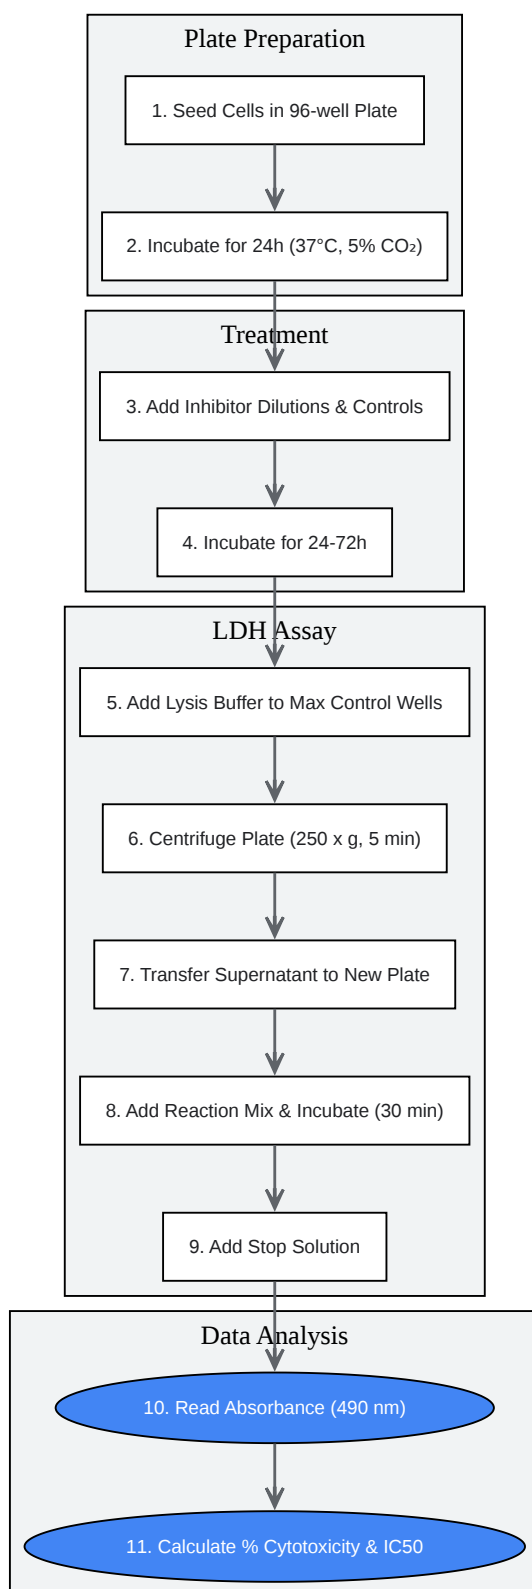 Plate Preparation
1. Seed Cells in 96-well Plate
2. Incubate for 24h (37°C, 5% CO₂)
Treatment
3. Add Inhibitor Dilutions & Controls
4. Incubate for 24-72h
LDH Assay
5. Add Lysis Buffer to Max Control Wells
6. Centrifuge Plate (250 x g, 5 min)
7. Transfer Supernatant to New Plate
8. Add Reaction Mix & Incubate (30 min)
9. Add Stop Solution
Data Analysis
10. Read Absorbance (490 nm)
11. Calculate % Cytotoxicity & IC50